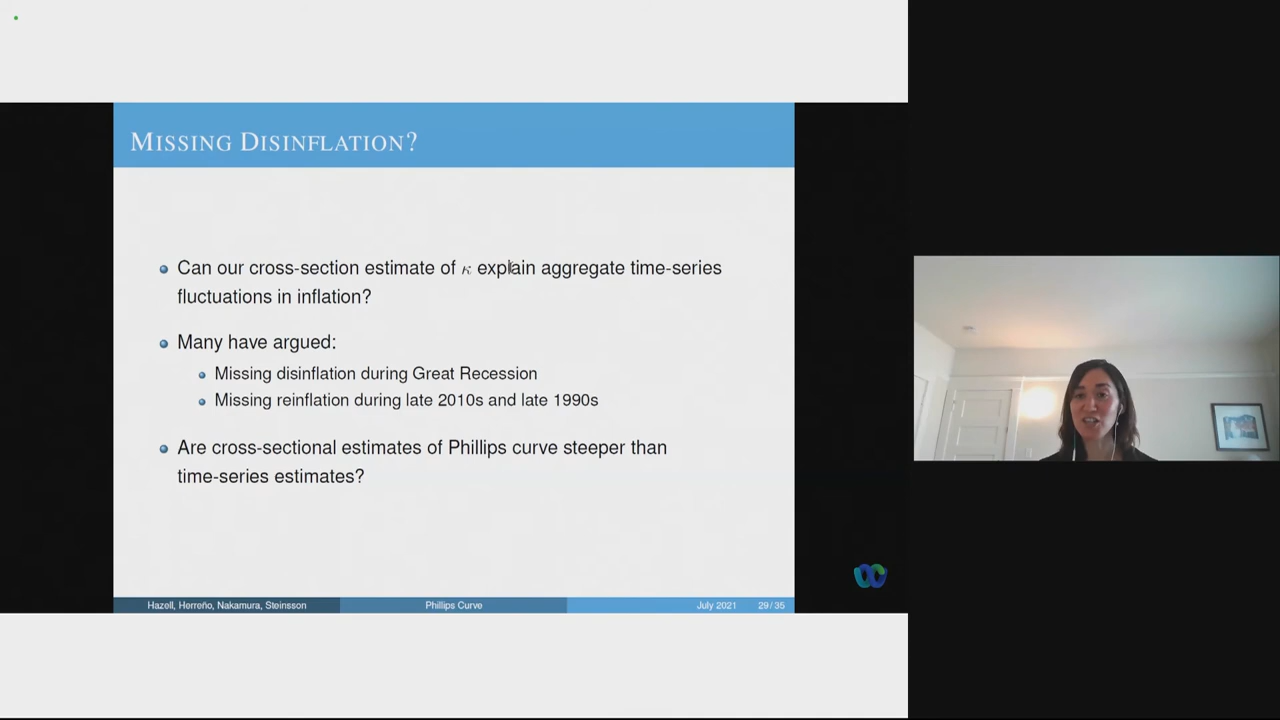 MISSING DISINFLATION?
Can our cross-section estimate of κ explain aggregate time-series
fluctuations in inflation?
Many have argued:
Missing disinflation during Great Recession
Missing reinflation during late 2010s and late 1990s
Are cross-sectional estimates of Phillips curve steeper than
time-series estimates?
Hazell, Herreño, Nakamura, Steinsson Phillips Curve July 2021 29/35